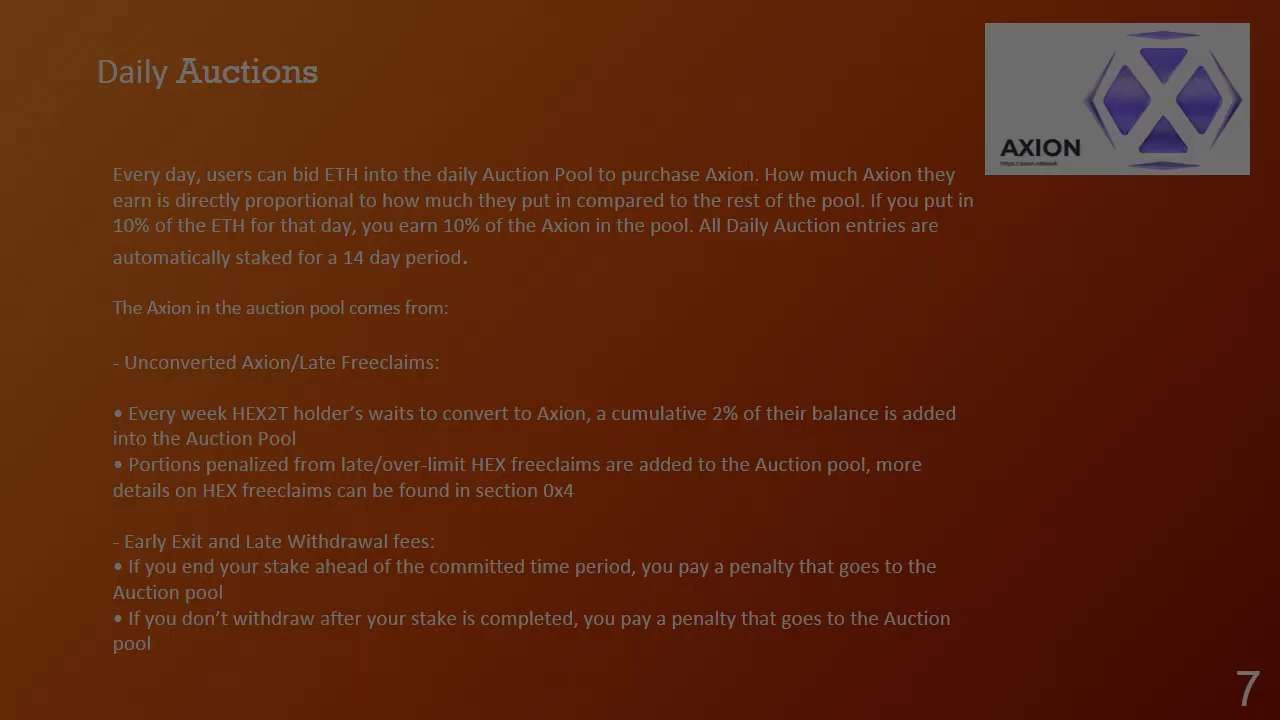 Daily Auctions
AXION
https://axion.network
Every day, users can bid ETH into the daily Auction Pool to purchase Axion. How much Axion they
earn is directly proportional to how much they put in compared to the rest of the pool. If you put in
10% of the ETH for that day, you earn 10% of the Axion in the pool. All Daily Auction entries are
automatically staked for a 14 day period.
The Axion in the auction pool comes from:
- Unconverted Axion/Late Freeclaims:
• Every week HEX2T holder’s waits to convert to Axion, a cumulative 2% of their balance is added
into the Auction Pool
• Portions penalized from late/over-limit HEX freeclaims are added to the Auction pool, more
details on HEX freeclaims can be found in section 0x4
- Early Exit and Late Withdrawal fees:
• If you end your stake ahead of the committed time period, you pay a penalty that goes to the
Auction pool
• If you don’t withdraw after your stake is completed, you pay a penalty that goes to the Auction
pool
7